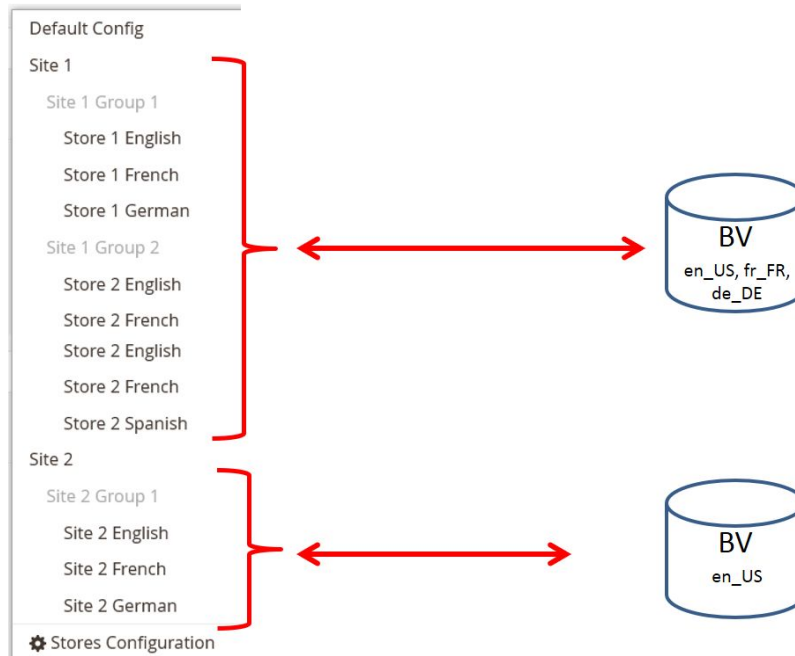 Default Config
Site 1
Site 1 Group 1
Store 1 English
Store 1 French
Store 1 German
Site 1 Group 2
Store 2 English
Store 2 French
Store 2 English
Store 2 French
Store 2 Spanish
Site 2
Site 2 Group 1
Site 2 English
Site 2 French
Site 2 German
Stores Configuration
BV
en_US, fr_FR,
de_DE
BV
en_US